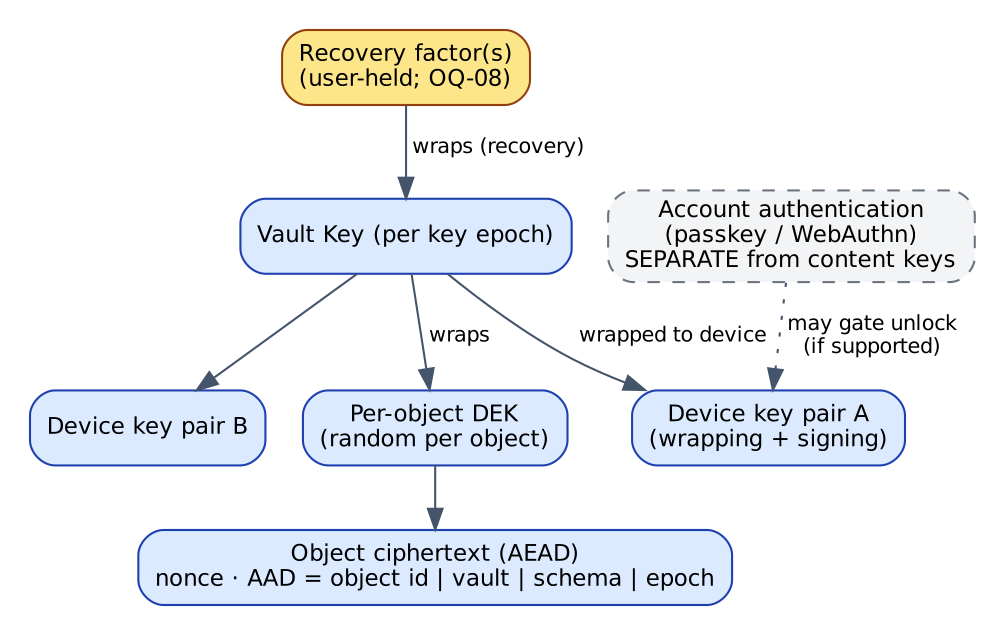 Recovery factor(s)
(user-held; OQ-08)
wraps (recovery)
Vault Key (per key epoch)
Account authentication
(passkey / WebAuthn)
SEPARATE from content keys
wraps
wrapped to device
may gate unlock
(if supported)
Device key pair B
Per-object DEK
(random per object)
Device key pair A
(wrapping + signing)
Object ciphertext (AEAD)
nonce · AAD = object id | vault | schema | epoch